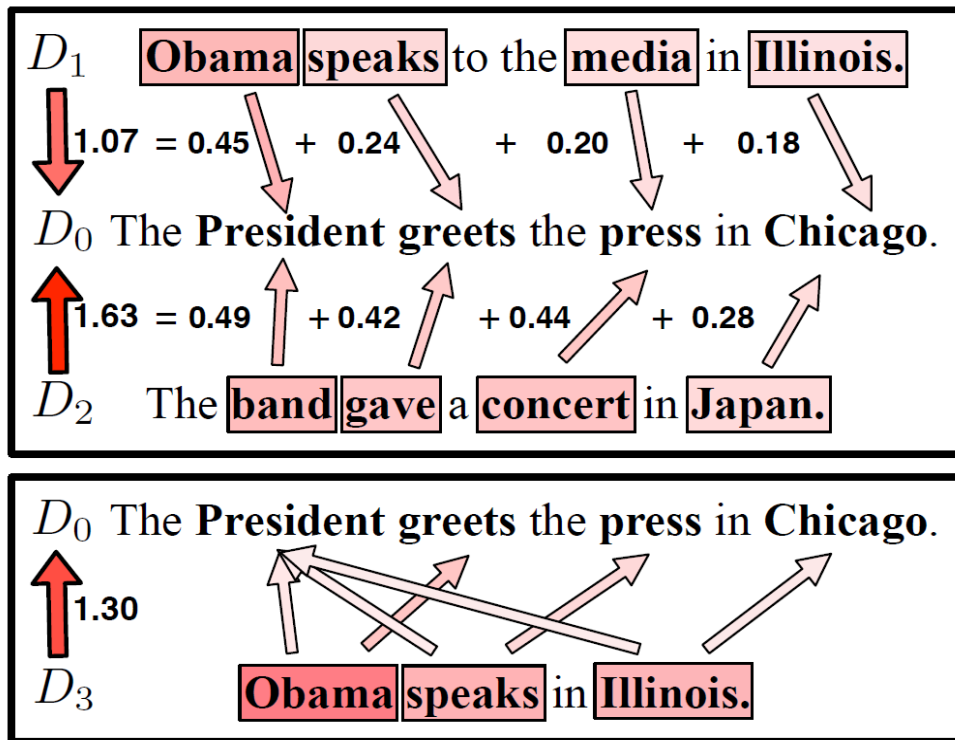 D₁ Obama speaks to the media in Illinois.
1.07 = 0.45 + 0.24 + 0.20 + 0.18
D₀ The President greets the press in Chicago.
1.63 = 0.49 + 0.42 + 0.44 + 0.28
D₂ The band gave a concert in Japan.
D₀ The President greets the press in Chicago.
1.30
D₃ Obama speaks in Illinois.